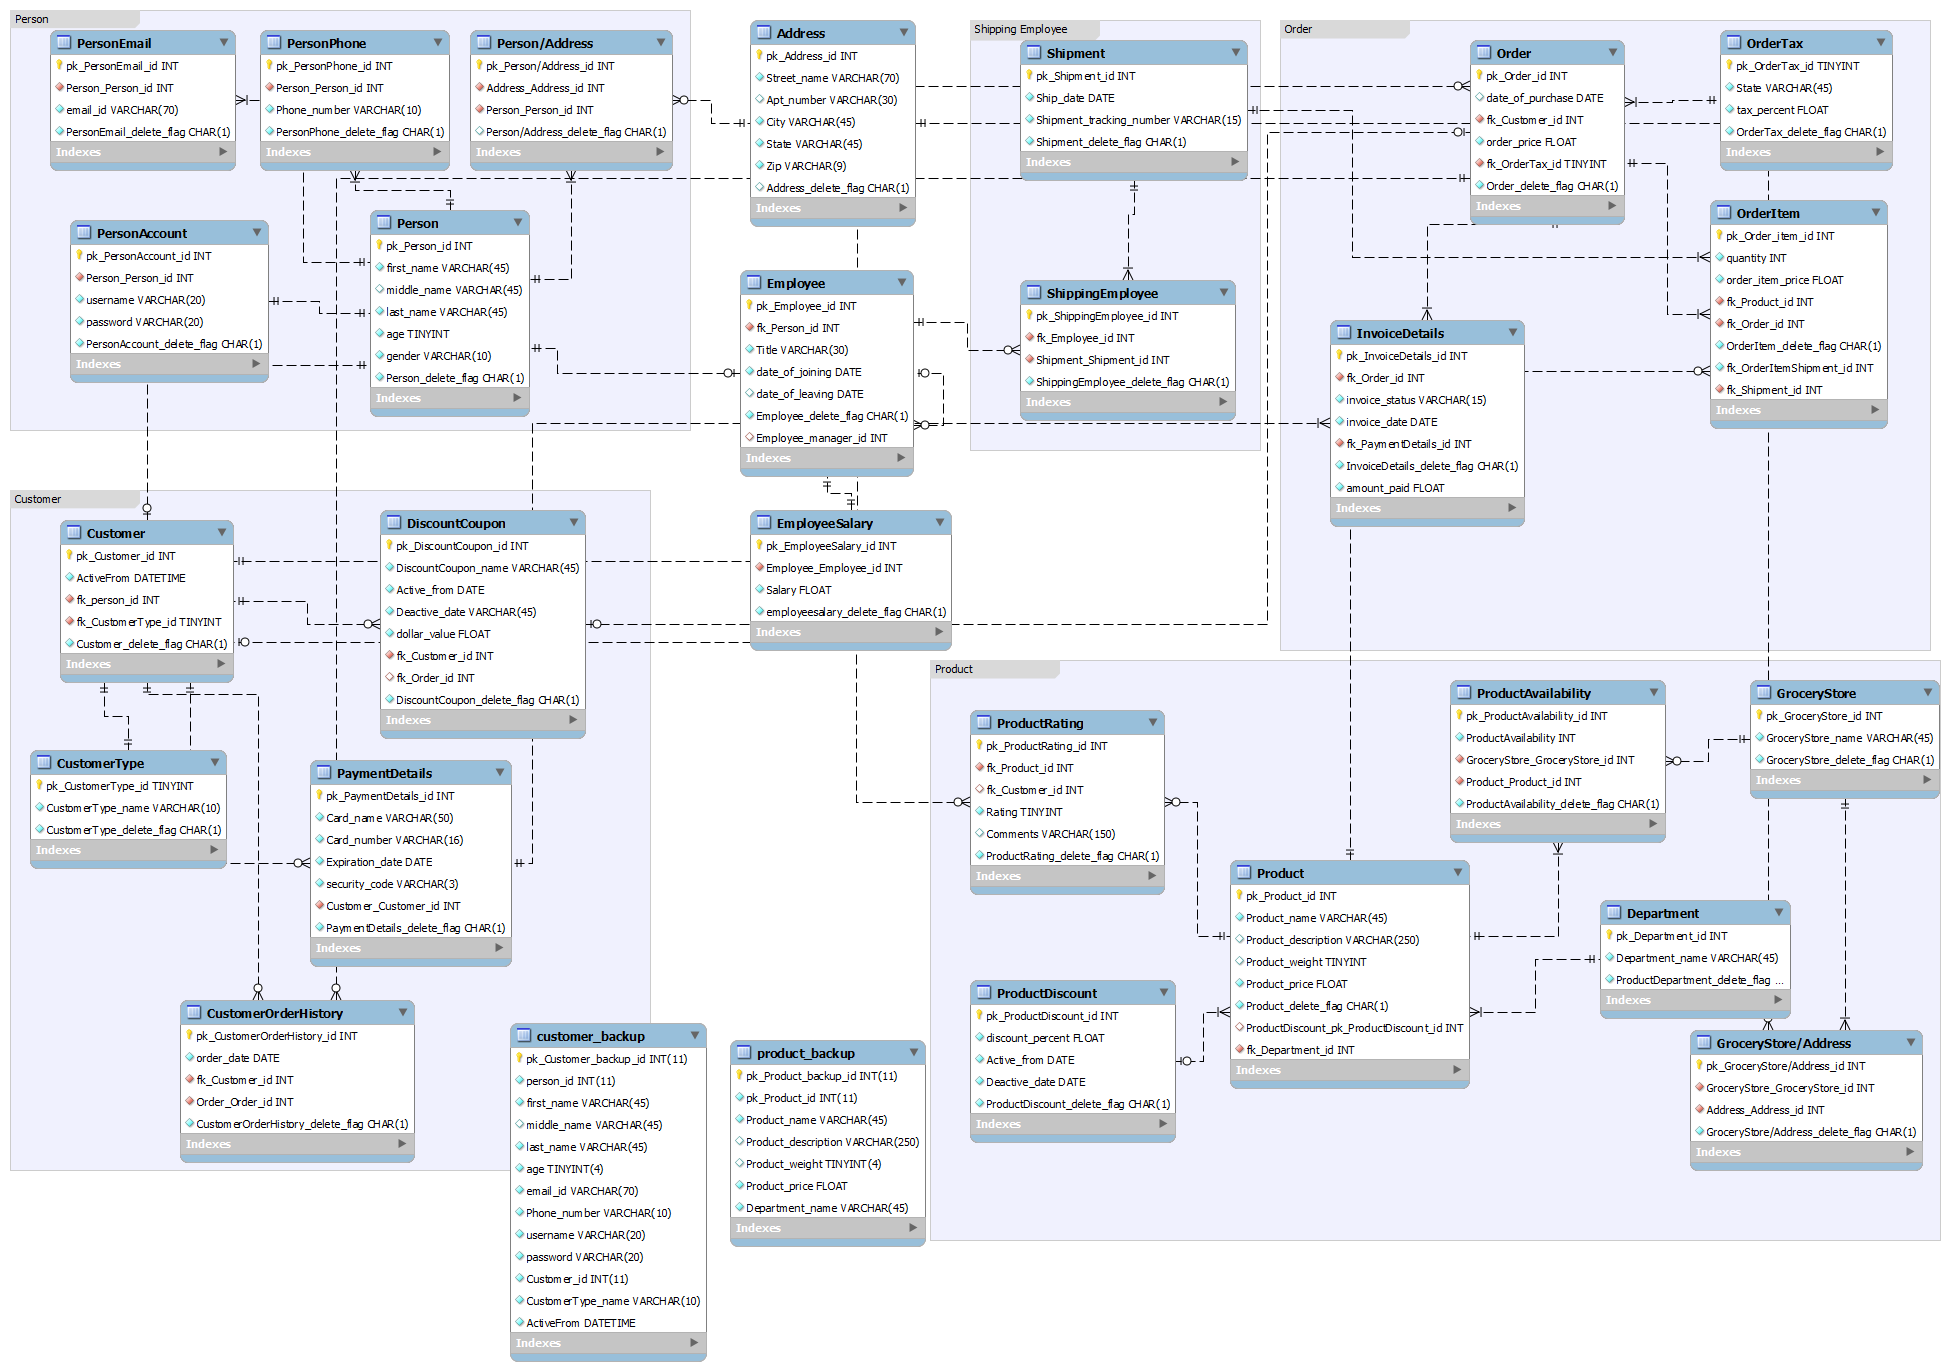 Person
PersonEmail
pk_PersonEmail_id INT
Person_Person_id INT
email_id VARCHAR(70)
PersonEmail_delete_flag CHAR(1)
Indexes
PersonPhone
pk_PersonPhone_id INT
Person_Person_id INT
Phone_number VARCHAR(10)
PersonPhone_delete_flag CHAR(1)
Indexes
Person/Address
pk_Person/Address_id INT
Address_Address_id INT
Person_Person_id INT
Person/Address_delete_flag CHAR(1)
Indexes
PersonAccount
pk_PersonAccount_id INT
Person_Person_id INT
username VARCHAR(20)
password VARCHAR(20)
PersonAccount_delete_flag CHAR(1)
Indexes
Person
pk_Person_id INT
first_name VARCHAR(45)
middle_name VARCHAR(45)
last_name VARCHAR(45)
age TINYINT
gender VARCHAR(10)
Person_delete_flag CHAR(1)
Indexes
Address
pk_Address_id INT
Street_name VARCHAR(70)
Apt_number VARCHAR(30)
City VARCHAR(45)
State VARCHAR(45)
Zip VARCHAR(9)
Address_delete_flag CHAR(1)
Indexes
Employee
pk_Employee_id INT
fk_Person_id INT
Title VARCHAR(30)
date_of_joining DATE
date_of_leaving DATE
Employee_delete_flag CHAR(1)
Employee_manager_id INT
Indexes
EmployeeSalary
pk_EmployeeSalary_id INT
Employee_Employee_id INT
Salary FLOAT
employeesalary_delete_flag CHAR(1)
Indexes
Shipping Employee
Shipment
pk_Shipment_id INT
Ship_date DATE
Shipment_tracking_number VARCHAR(15)
Shipment_delete_flag CHAR(1)
Indexes
ShippingEmployee
pk_ShippingEmployee_id INT
fk_Employee_id INT
Shipment_Shipment_id INT
ShippingEmployee_delete_flag CHAR(1)
Indexes
Order
Order
pk_Order_id INT
date_of_purchase DATE
fk_Customer_id INT
order_price FLOAT
fk_OrderTax_id TINYINT
Order_delete_flag CHAR(1)
Indexes
OrderTax
pk_OrderTax_id TINYINT
State VARCHAR(45)
tax_percent FLOAT
OrderTax_delete_flag CHAR(1)
Indexes
OrderItem
pk_Order_item_id INT
quantity INT
order_item_price FLOAT
fk_Product_id INT
fk_Order_id INT
OrderItem_delete_flag CHAR(1)
fk_OrderItemShipment_id INT
fk_Shipment_id INT
Indexes
InvoiceDetails
pk_InvoiceDetails_id INT
fk_Order_id INT
invoice_status VARCHAR(15)
invoice_date DATE
fk_PaymentDetails_id INT
InvoiceDetails_delete_flag CHAR(1)
amount_paid FLOAT
Indexes
Customer
Customer
pk_Customer_id INT
ActiveFrom DATETIME
fk_person_id INT
fk_CustomerType_id TINYINT
Customer_delete_flag CHAR(1)
Indexes
DiscountCoupon
pk_DiscountCoupon_id INT
DiscountCoupon_name VARCHAR(45)
Active_from DATE
Deactive_date VARCHAR(45)
dollar_value FLOAT
fk_Customer_id INT
fk_Order_id INT
DiscountCoupon_delete_flag CHAR(1)
Indexes
CustomerType
pk_CustomerType_id TINYINT
CustomerType_name VARCHAR(10)
CustomerType_delete_flag CHAR(1)
Indexes
PaymentDetails
pk_PaymentDetails_id INT
Card_name VARCHAR(50)
Card_number VARCHAR(16)
Expiration_date DATE
security_code VARCHAR(3)
Customer_Customer_id INT
PaymentDetails_delete_flag CHAR(1)
Indexes
CustomerOrderHistory
pk_CustomerOrderHistory_id INT
order_date DATE
fk_Customer_id INT
Order_Order_id INT
CustomerOrderHistory_delete_flag CHAR(1)
Indexes
customer_backup
pk_Customer_backup_id INT(11)
person_id INT(11)
first_name VARCHAR(45)
middle_name VARCHAR(45)
last_name VARCHAR(45)
age TINYINT(4)
email_id VARCHAR(70)
Phone_number VARCHAR(10)
username VARCHAR(20)
password VARCHAR(20)
Customer_id INT(11)
CustomerType_name VARCHAR(10)
ActiveFrom DATETIME
Indexes
product_backup
pk_Product_backup_id INT(11)
pk_Product_id INT(11)
Product_name VARCHAR(45)
Product_description VARCHAR(250)
Product_weight TINYINT(4)
Product_price FLOAT
Department_name VARCHAR(45)
Indexes
Product
ProductRating
pk_ProductRating_id INT
fk_Product_id INT
fk_Customer_id INT
Rating TINYINT
Comments VARCHAR(150)
ProductRating_delete_flag CHAR(1)
Indexes
ProductDiscount
pk_ProductDiscount_id INT
discount_percent FLOAT
Active_from DATE
Deactive_date DATE
ProductDiscount_delete_flag CHAR(1)
Indexes
Product
pk_Product_id INT
Product_name VARCHAR(45)
Product_description VARCHAR(250)
Product_weight TINYINT
Product_price FLOAT
Product_delete_flag CHAR(1)
ProductDiscount_pk_ProductDiscount_id INT
fk_Department_id INT
Indexes
ProductAvailability
pk_ProductAvailability_id INT
ProductAvailability INT
GroceryStore_GroceryStore_id INT
Product_Product_id INT
ProductAvailability_delete_flag CHAR(1)
Indexes
GroceryStore
pk_GroceryStore_id INT
GroceryStore_name VARCHAR(45)
GroceryStore_delete_flag CHAR(1)
Indexes
Department
pk_Department_id INT
Department_name VARCHAR(45)
ProductDepartment_delete_flag ...
Indexes
GroceryStore/Address
pk_GroceryStore/Address_id INT
GroceryStore_GroceryStore_id INT
Address_Address_id INT
GroceryStore/Address_delete_flag CHAR(1)
Indexes